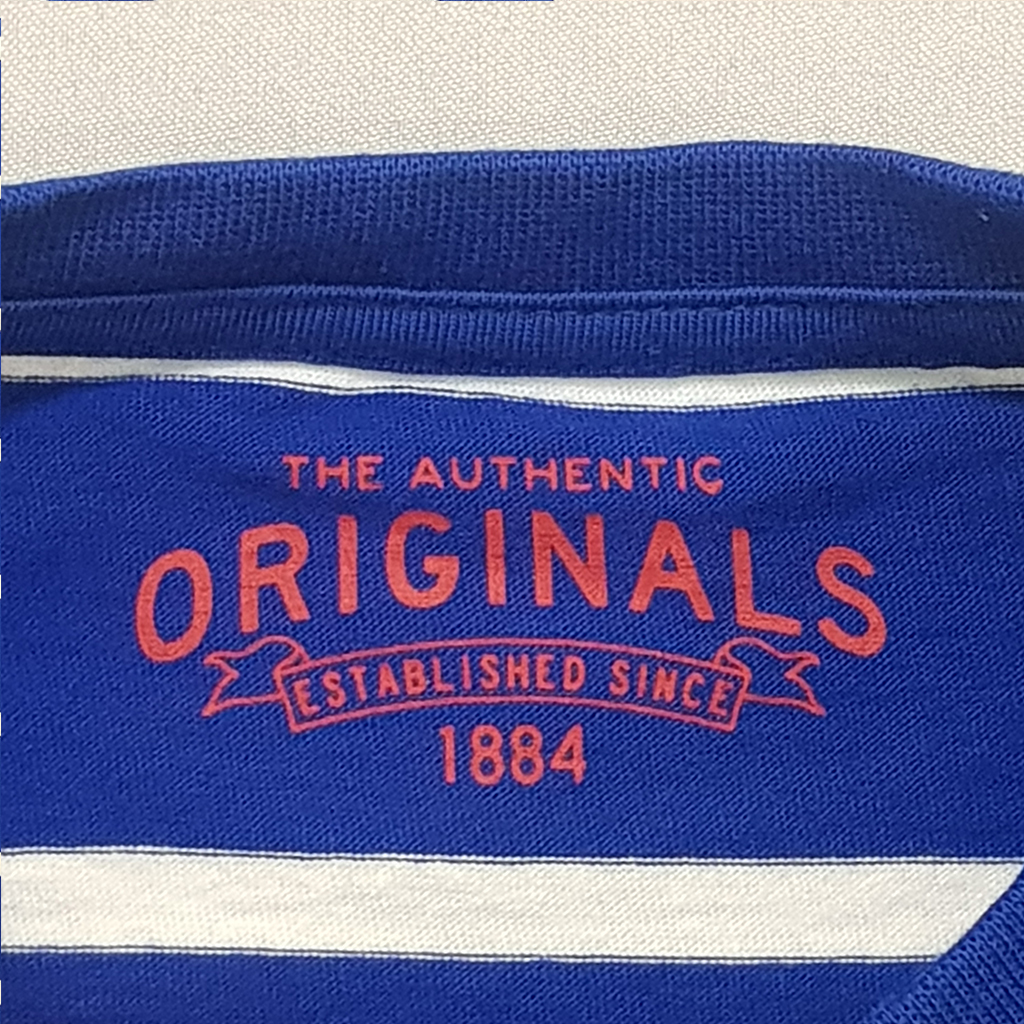 THE AUTHENTIC
ORIGINALS
ESTABLISHED SINCE
1884